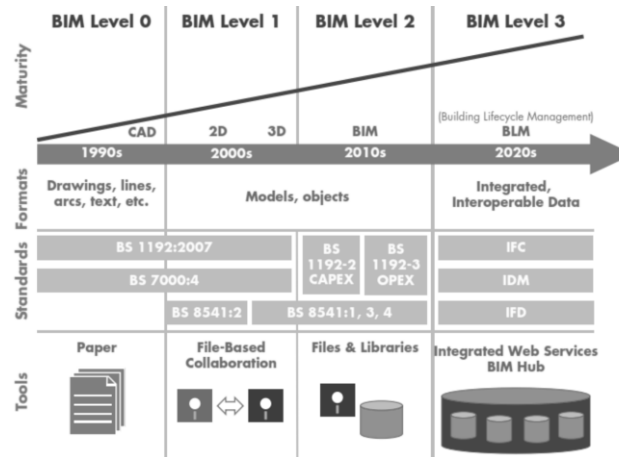 BIM Level 0 BIM Level 1 BIM Level 2 BIM Level 3
Maturity
(Building Lifecycle Management)
CAD 2D 3D BIM BLM
1990s 2000s 2010s 2020s
Formats
Drawings, lines,
arcs, text, etc.
Models, objects
Integrated,
Interoperable Data
Standards
BS 1192:2007
BS 7000:4
BS 8541:2
BS 8541:1, 3, 4
BS
1192-2
CAPEX
BS
1192-3
OPEX
IFC
IDM
IFD
Tools
Paper
File-Based
Collaboration
Files & Libraries
Integrated Web Services
BIM Hub